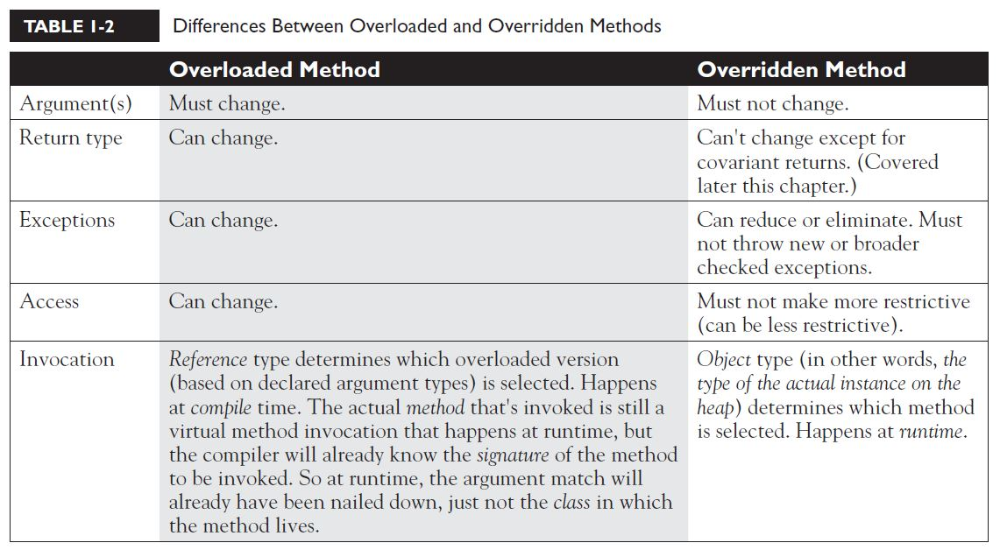 TABLE 1-2 Differences Between Overloaded and Overridden Methods
Overloaded Method Overridden Method
Argument(s) Must change. Must not change.
Return type Can change. Can't change except for
covariant returns. (Covered
later this chapter.)
Exceptions Can change. Can reduce or eliminate. Must
not throw new or broader
checked exceptions.
Access Can change. Must not make more restrictive
(can be less restrictive).
Invocation Reference type determines which overloaded version
(based on declared argument types) is selected. Happens
at compile time. The actual method that's invoked is still a
virtual method invocation that happens at runtime, but
the compiler will already know the signature of the method
to be invoked. So at runtime, the argument match will
already have been nailed down, just not the class in which
the method lives.
Object type (in other words, the
type of the actual instance on the
heap) determines which method
is selected. Happens at runtime.